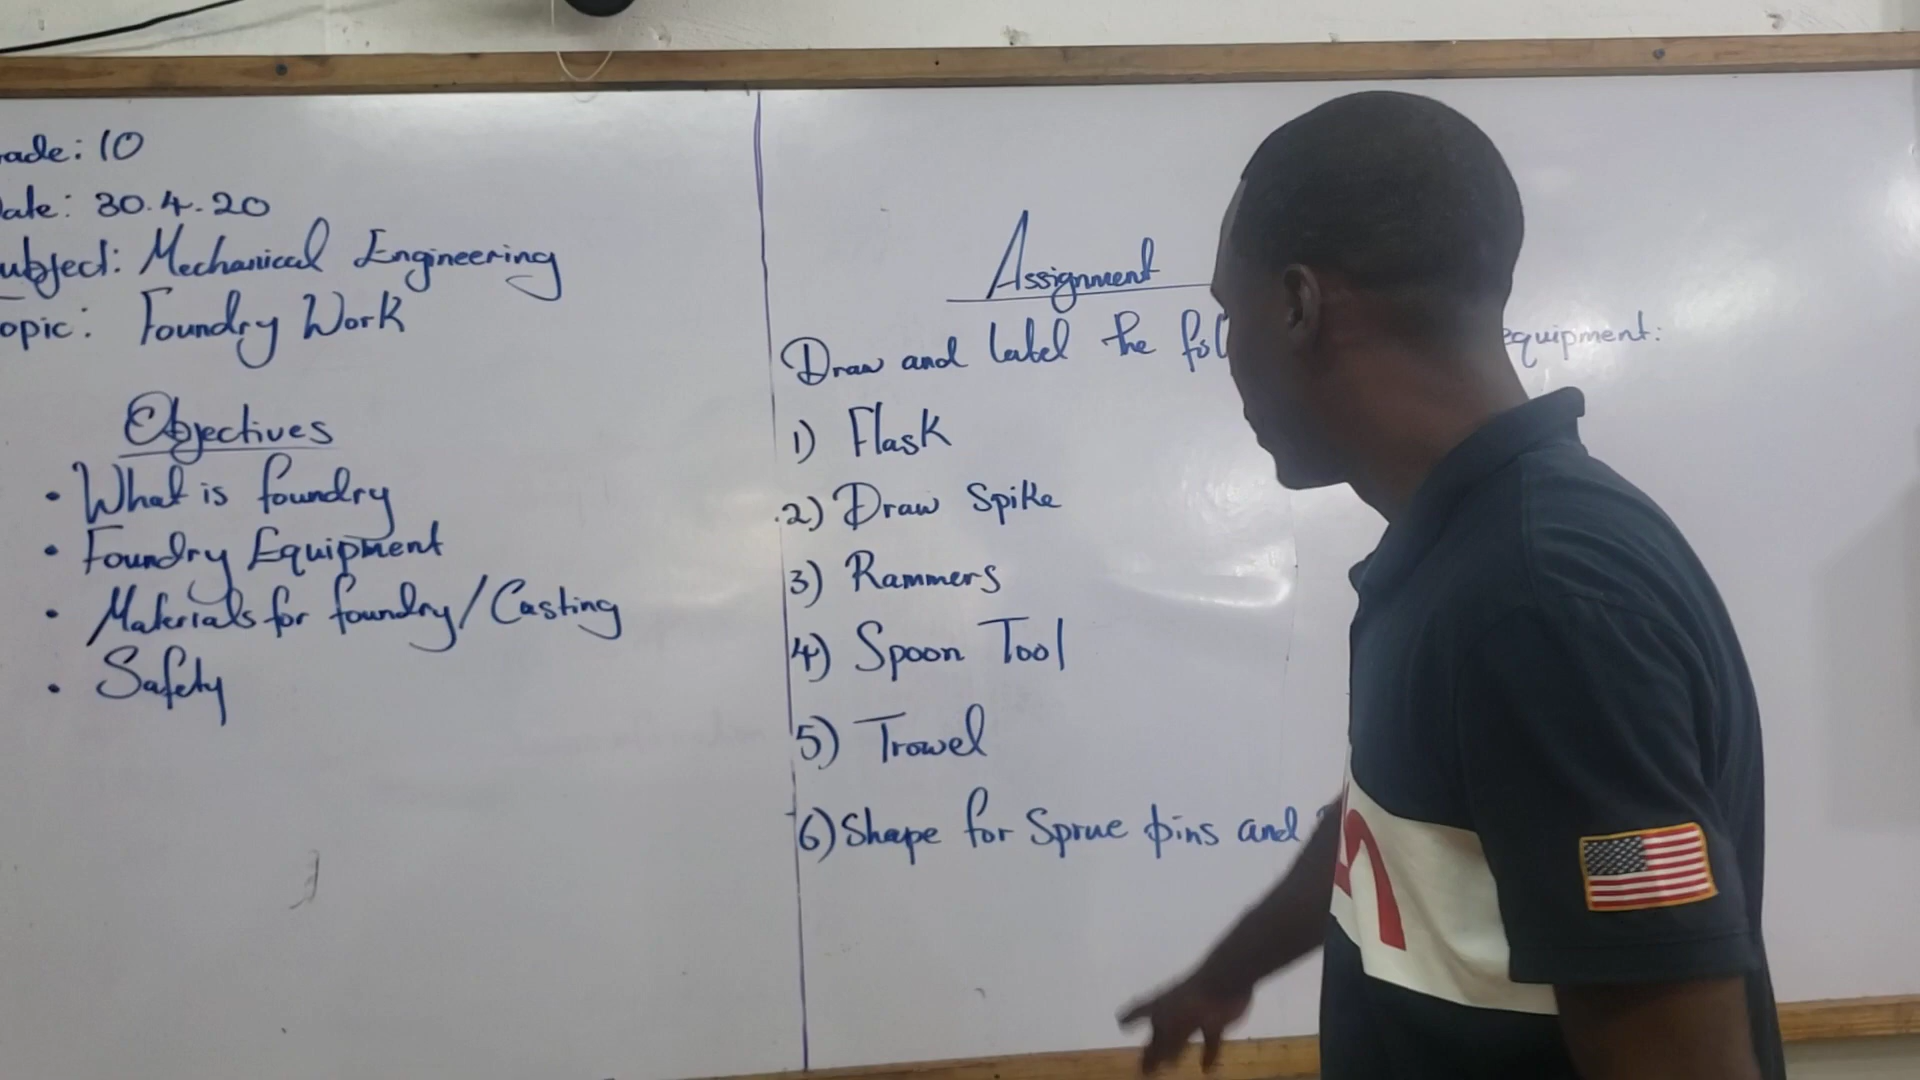 ade: 10
ate: 30.4.20
ubject: Mechanical Engineering
opic: Foundry Work
Objectives
• What is foundry
• Foundry Equipment
• Materials for foundry/Casting
• Safety
Assignment
Draw and label the fol equipment:
1) Flask
2) Draw Spike
3) Rammers
4) Spoon Tool
5) Trowel
6) Shape for Sprue pins and